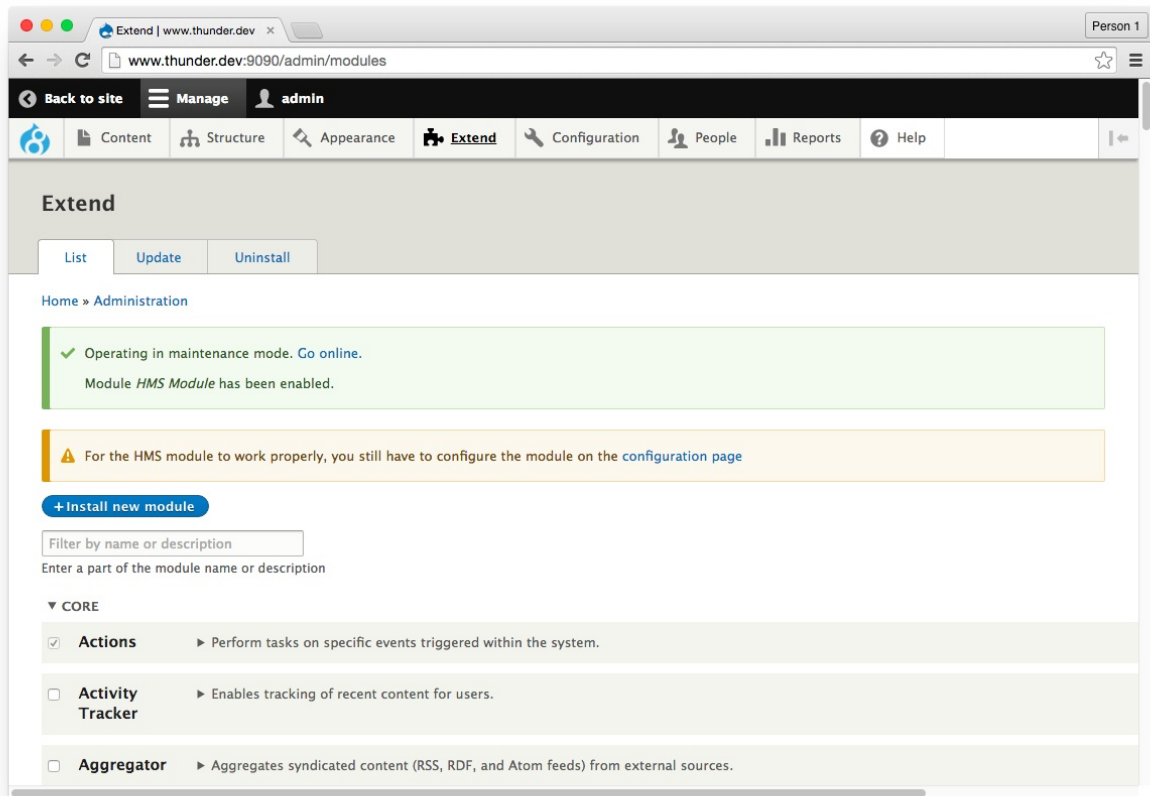 Extend | www.thunder.dev ×
Person 1
www.thunder.dev:9090/admin/modules
Back to site Manage admin
Content Structure Appearance Extend Configuration People Reports Help
Extend
List Update Uninstall
Home » Administration
Operating in maintenance mode. Go online.
Module HMS Module has been enabled.
For the HMS module to work properly, you still have to configure the module on the configuration page
+Install new module
Filter by name or description
Enter a part of the module name or description
▼ CORE
Actions ► Perform tasks on specific events triggered within the system.
Activity ► Enables tracking of recent content for users.
Tracker
Aggregator ► Aggregates syndicated content (RSS, RDF, and Atom feeds) from external sources.